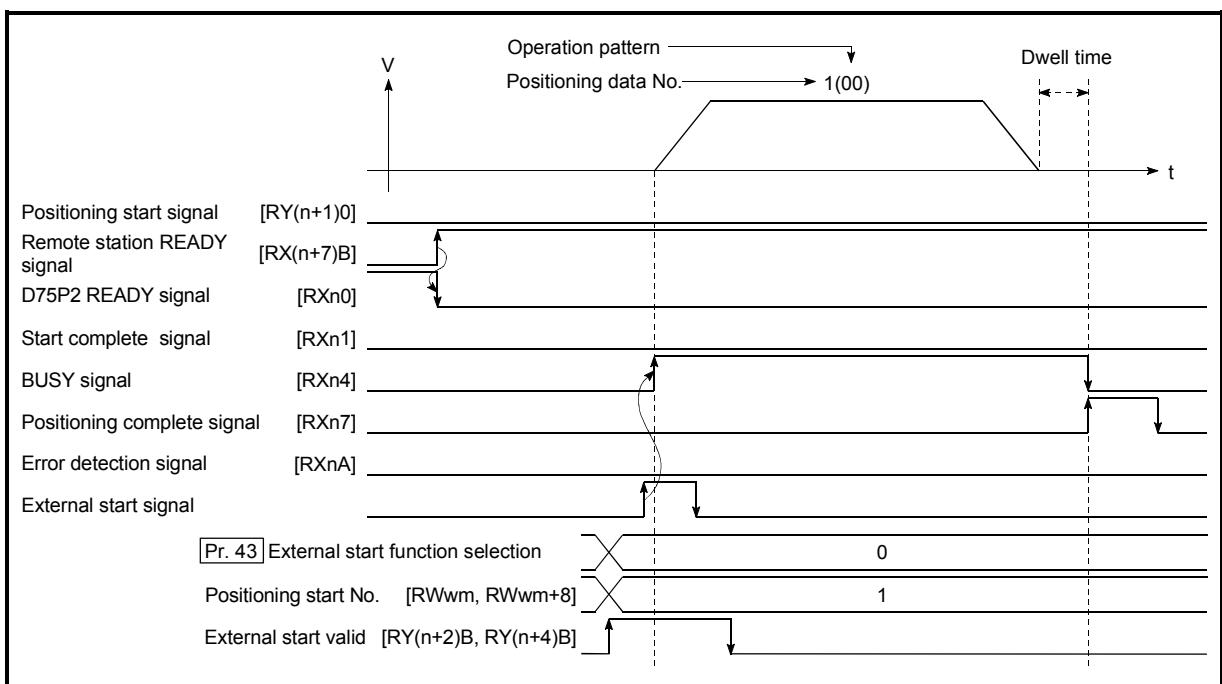 Operation pattern
Dwell time
V
Positioning data No.
1(00)
t
Positioning start signal [RY(n+1)0]
Remote station READY
signal [RX(n+7)B]
D75P2 READY signal [RXn0]
Start complete signal [RXn1]
BUSY signal [RXn4]
Positioning complete signal [RXn7]
Error detection signal [RXnA]
External start signal
Pr. 43 External start function selection 0
Positioning start No. [RWwm, RWwm+8] 1
External start valid [RY(n+2)B, RY(n+4)B]